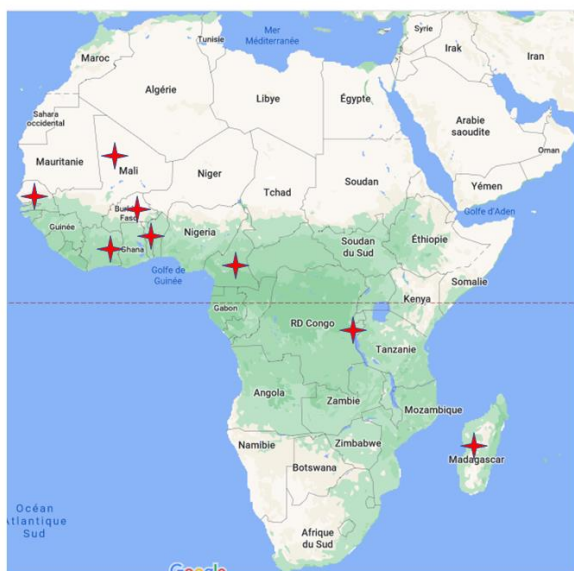 Mer
Méditerranée
Tunisie
Syrie
Irak
Iran
Maroc
Algérie
Libye
Égypte
Sahara
occidental
Arabie
saoudite
Oman
Mauritanie
Mali
Niger
Tchad
Soudan
Yémen
Golfe d'Aden
Faso
Guinée
Ghana
Nigeria
Golfe de
Guinée
Soudan
du Sud
Éthiopie
Somalie
Kenya
Gabon
RD Congo
Tanzanie
Angola
Zambie
Mozambique
Namibie
Zimbabwe
Botswana
Madagascar
Océan
Atlantique
Sud
Afrique
du Sud
Google